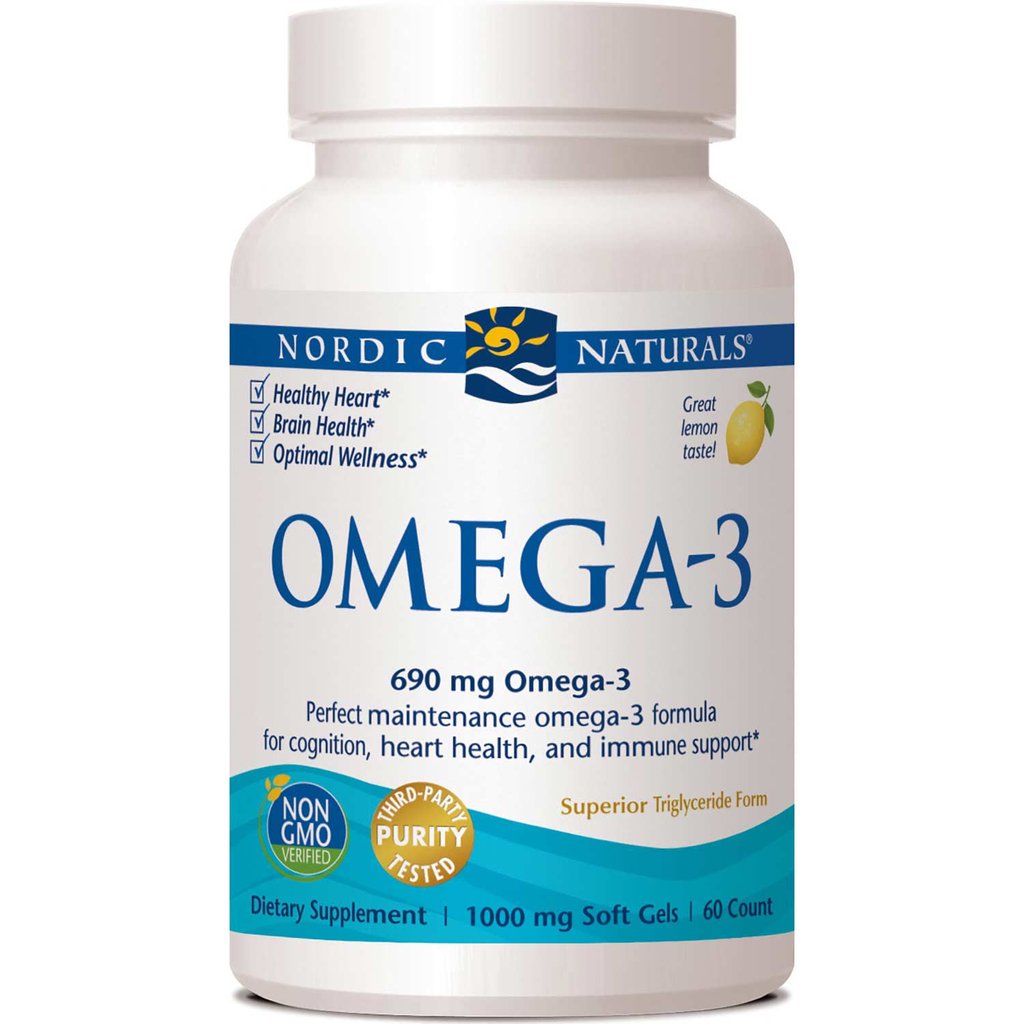 NORDIC NATURALS®
Healthy Heart*
Brain Health*
Optimal Wellness*
Great
lemon
taste!
OMEGA-3
690 mg Omega-3
Perfect maintenance omega-3 formula
for cognition, heart health, and immune support*
Superior Triglyceride Form
NON
GMO
VERIFIED
THIRD-PARTY
PURITY
TESTED
Dietary Supplement | 1000 mg Soft Gels | 60 Count